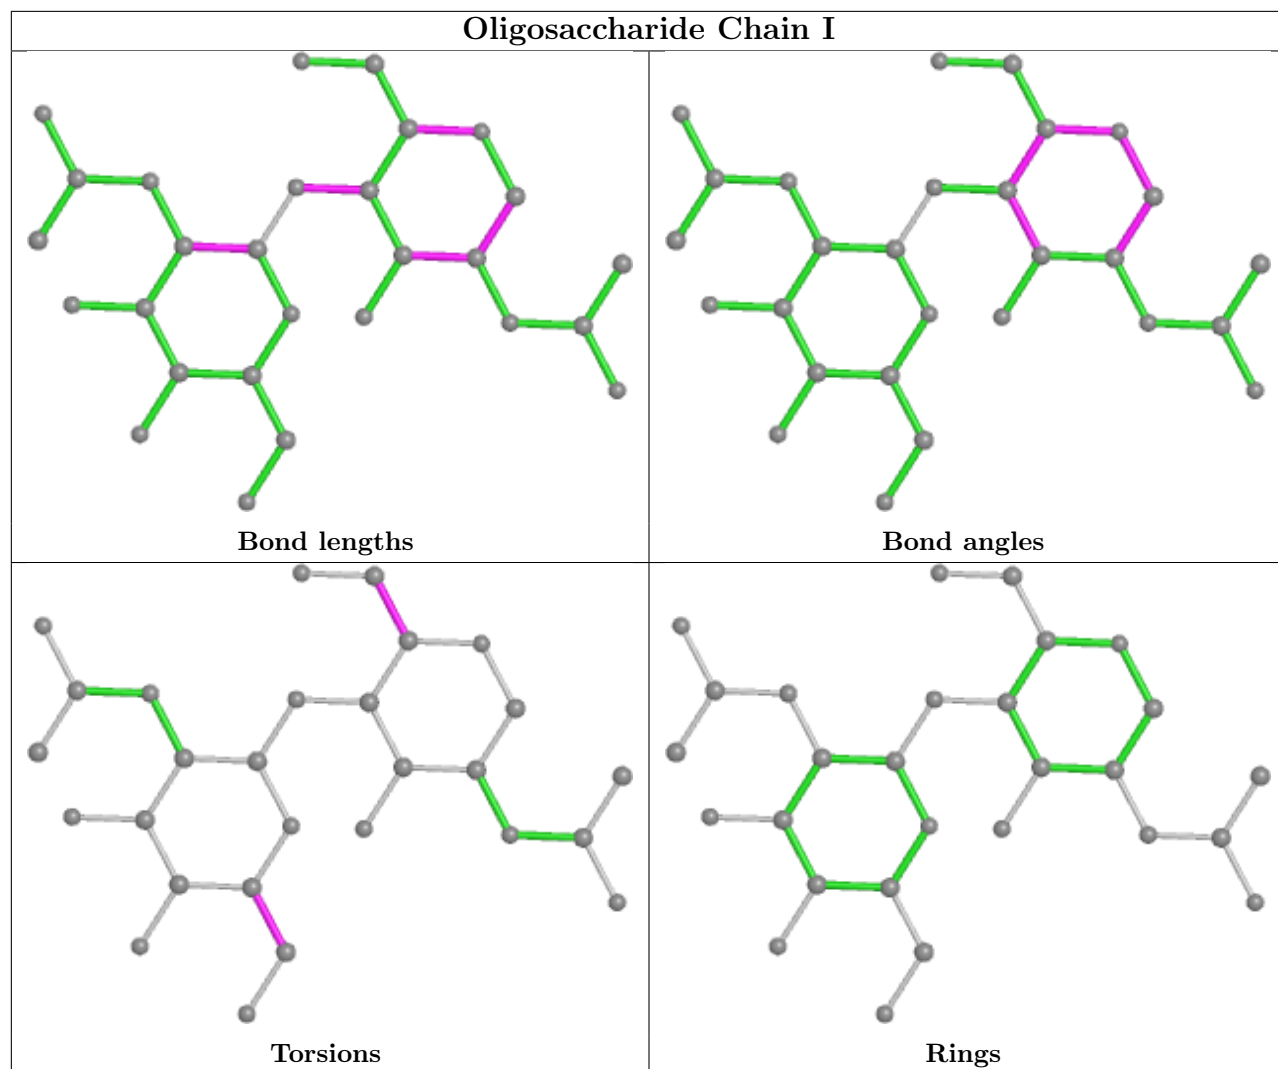 Oligosaccharide Chain I
Bond lengths
Bond angles
Torsions
Rings